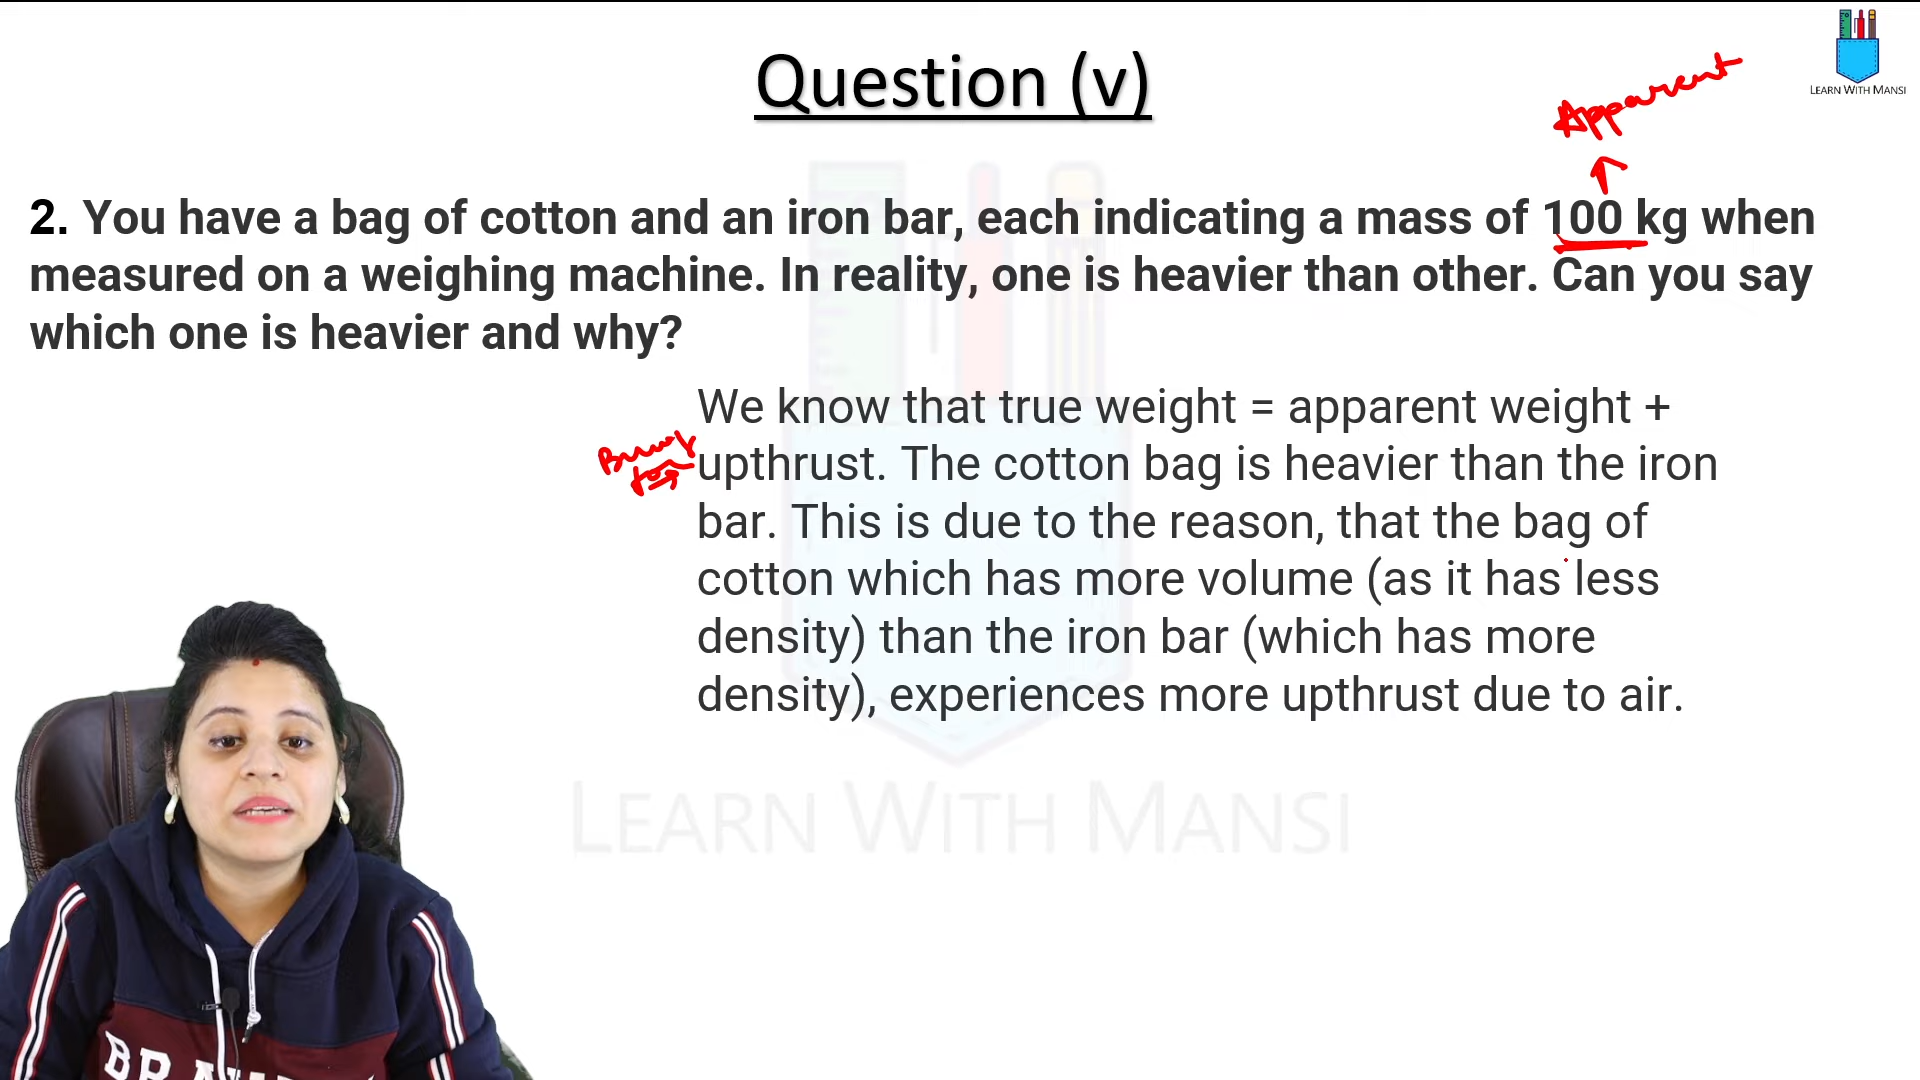 Question (v)
LEARN WITH MANSI
Apparent
2. You have a bag of cotton and an iron bar, each indicating a mass of 100 kg when
measured on a weighing machine. In reality, one is heavier than other. Can you say
which one is heavier and why?
We know that true weight = apparent weight +
upthrust. The cotton bag is heavier than the iron
bar. This is due to the reason, that the bag of
cotton which has more volume (as it has less
density) than the iron bar (which has more
density), experiences more upthrust due to air.
LEARN WITH MANSI